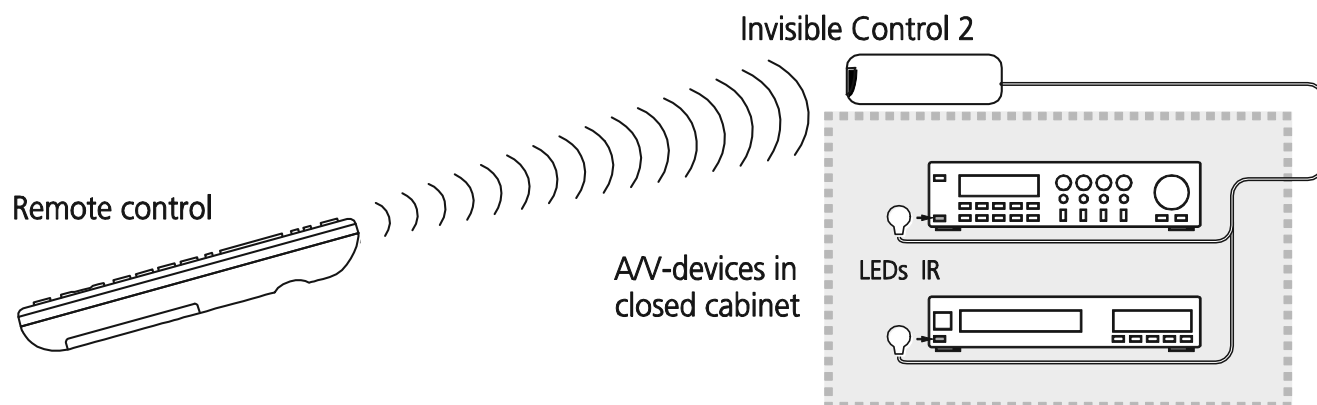 Invisible Control 2
Remote control
A/V-devices in
closed cabinet
LEDs IR